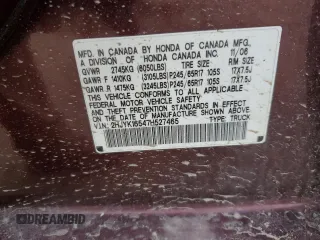 MFD. IN CANADA BY HONDA OF CANADA MFG.
A DIVISION OF HONDA CANADA INC. 11/06
GVWR 2745KG (6050LBS) TIRE SIZE RIM SIZE
GAWR F 1410KG (3105LBS) P245/65R17 105S 17X7.5J
GAWR R 1475KG (3245LBS) P245/65R17 105S 17X7.5J
THIS VEHICLE CONFORMS TO ALL APPLICABLE
FEDERAL MOTOR VEHICLE SAFETY AND
THEFT PREVENTION STANDARDS IN EFFECT
ON THE DATE OF MANUFACTURE SHOWN ABOVE.
V.I.N.: 2HJYK16547H527465 TYPE: TRUCK
DREAMBID